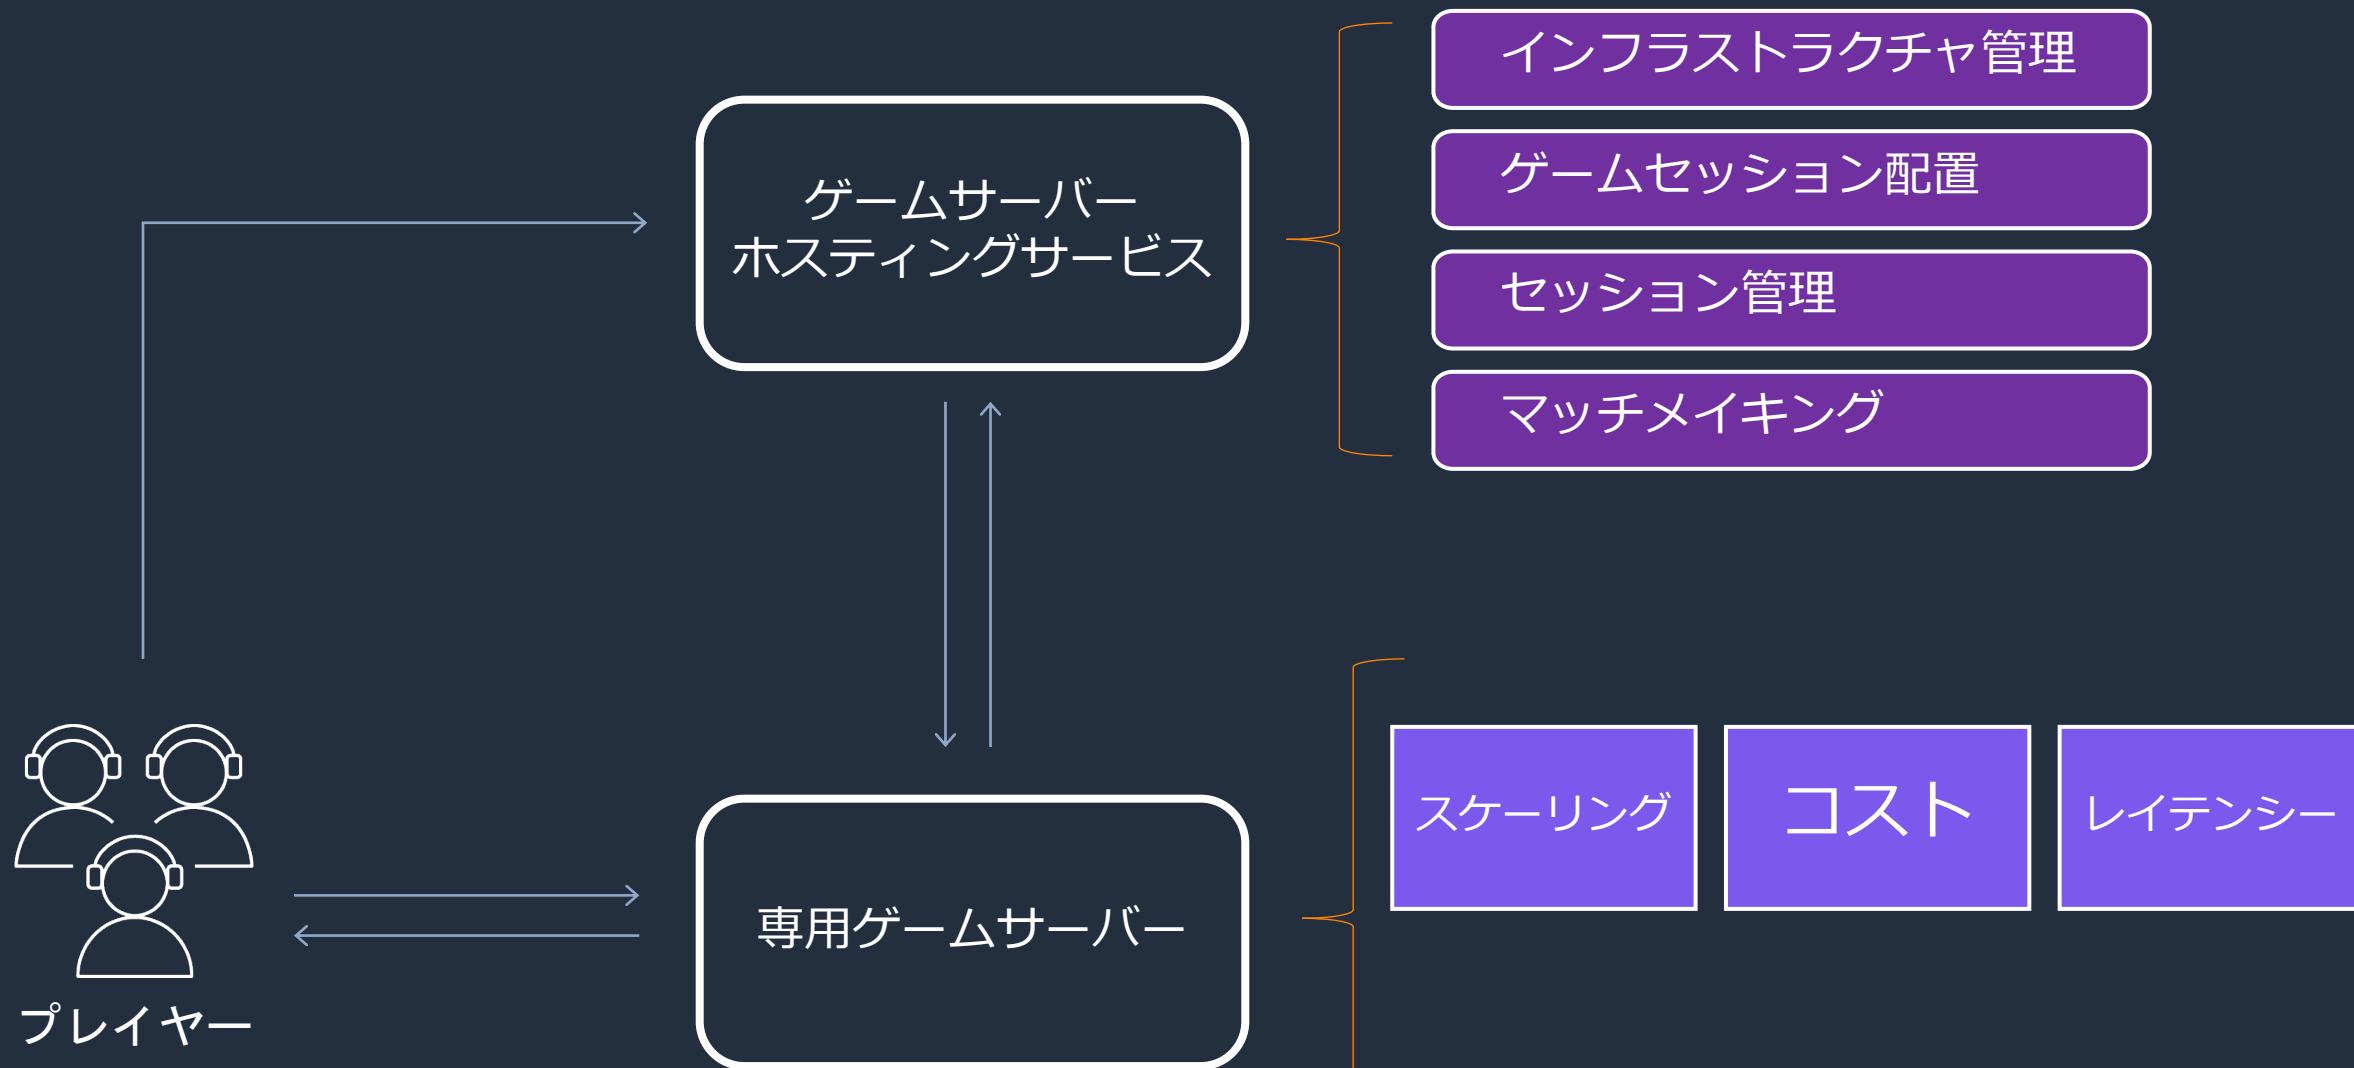 インフラストラクチャ管理
ゲームセッション配置
ゲームサーバー
ホスティングサービス
セッション管理
マッチメイキング
スケーリング
コスト
レイテンシー
専用ゲームサーバー
プレイヤー